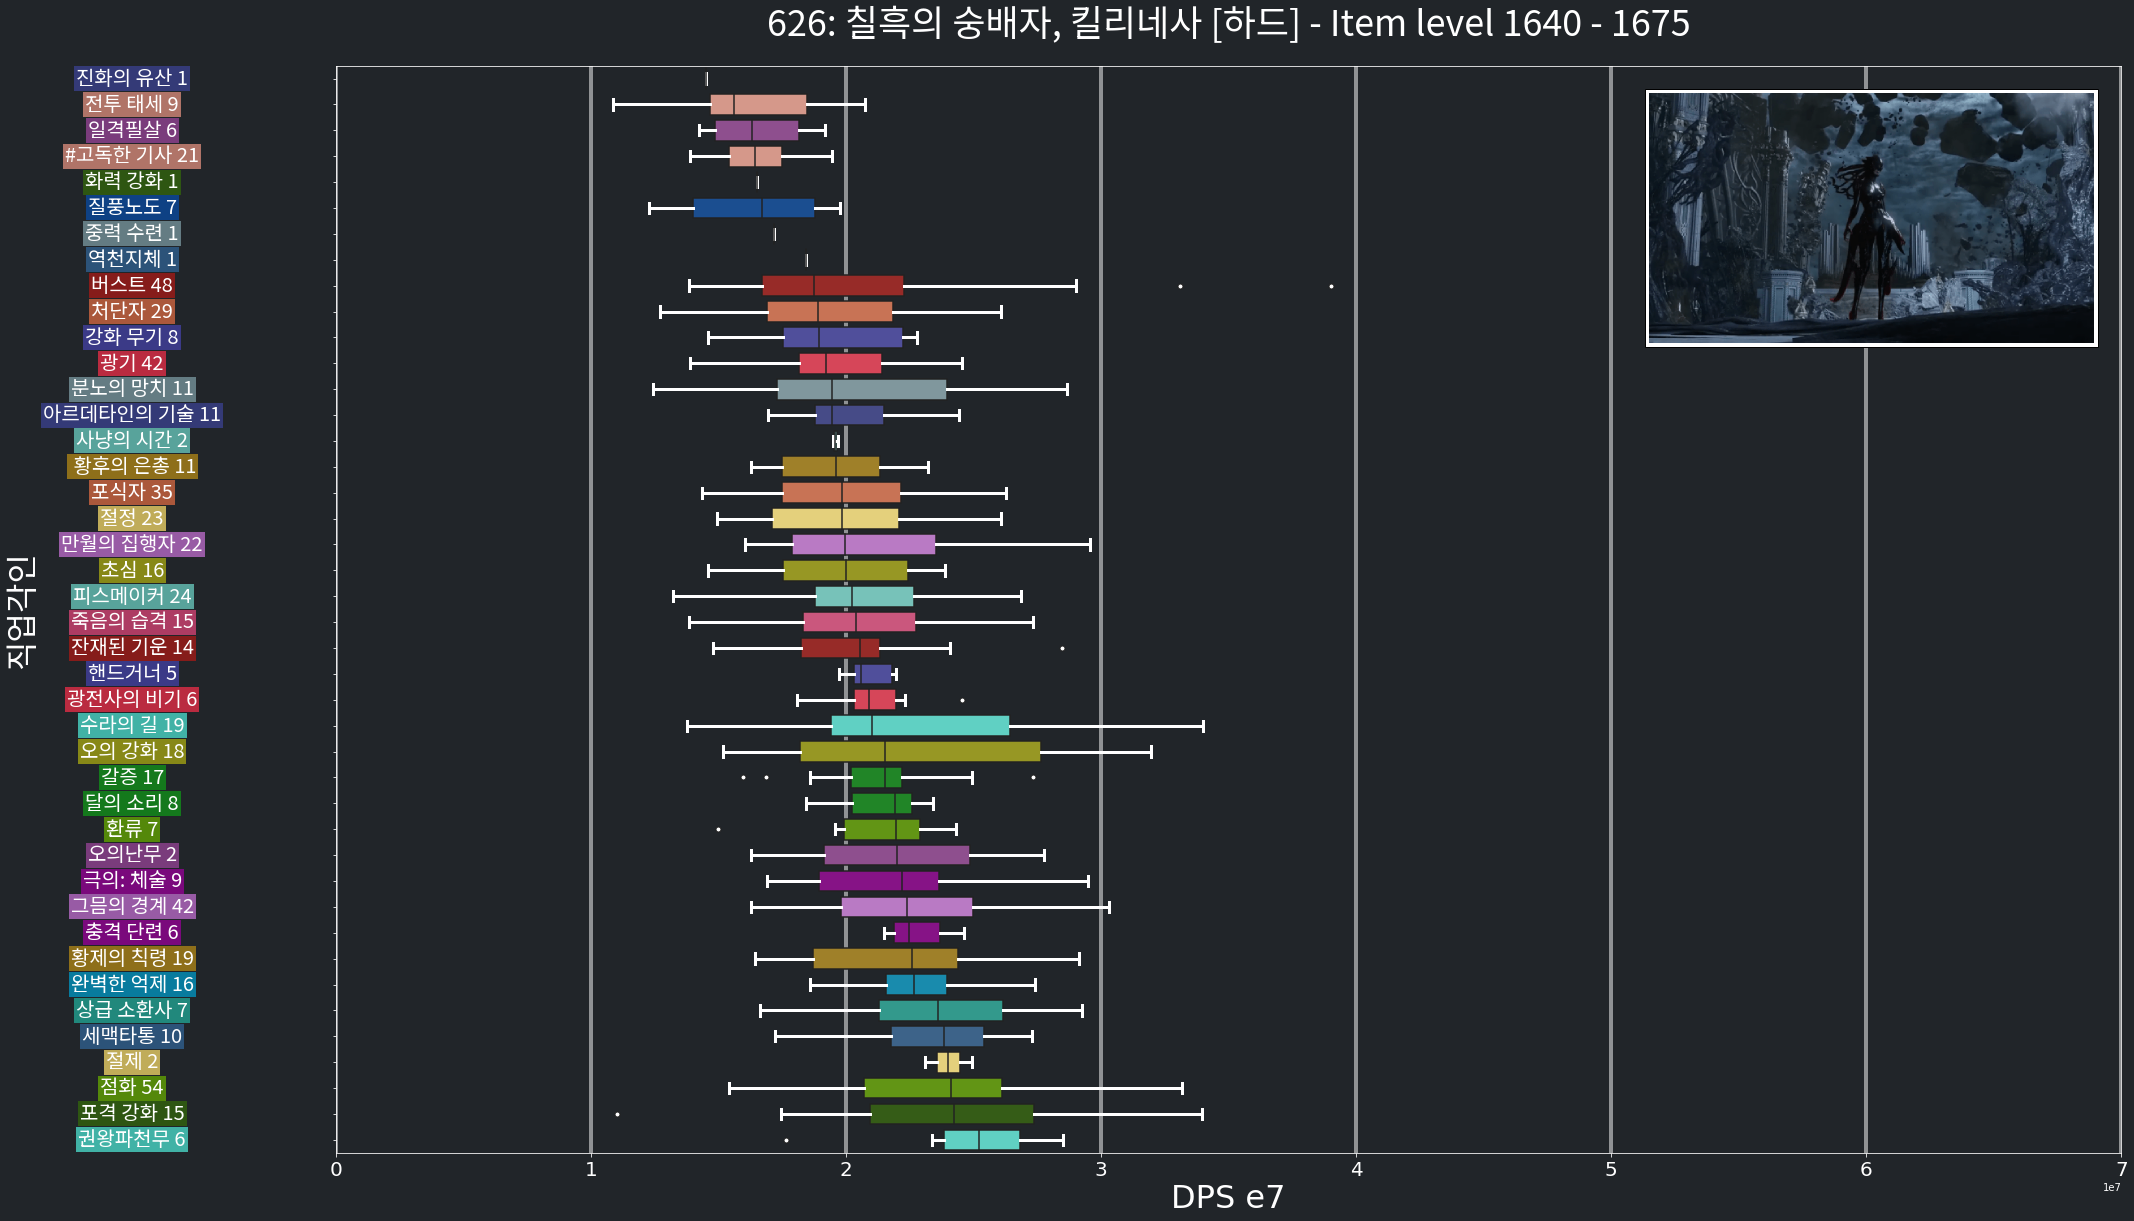 626: 칠흑의 숭배자, 킬리네사 [하드] - Item level 1640 - 1675
진화의 유산 1
전투 태세 9
일격필살 6
#고독한 기사 21
화력 강화 1
질풍노도 7
중력 수련 1
역천지체 1
버스트 48
처단자 29
강화 무기 8
광기 42
분노의 망치 11
아르데타인의 기술 11
사냥의 시간 2
황후의 은총 11
포식자 35
절정 23
만월의 집행자 22
초심 16
피스메이커 24
죽음의 습격 15
잔재된 기운 14
핸드거너 5
광전사의 비기 6
수라의 길 19
오의 강화 18
갈증 17
달의 소리 8
환류 7
오의난무 2
극의: 체술 9
그믐의 경계 42
충격 단련 6
황제의 칙령 19
완벽한 억제 16
상급 소환사 7
세맥타통 10
절제 2
점화 54
포격 강화 15
권왕파천무 6
직업각인
0 1 2 3 4 5 6 7
1e7
DPS e7